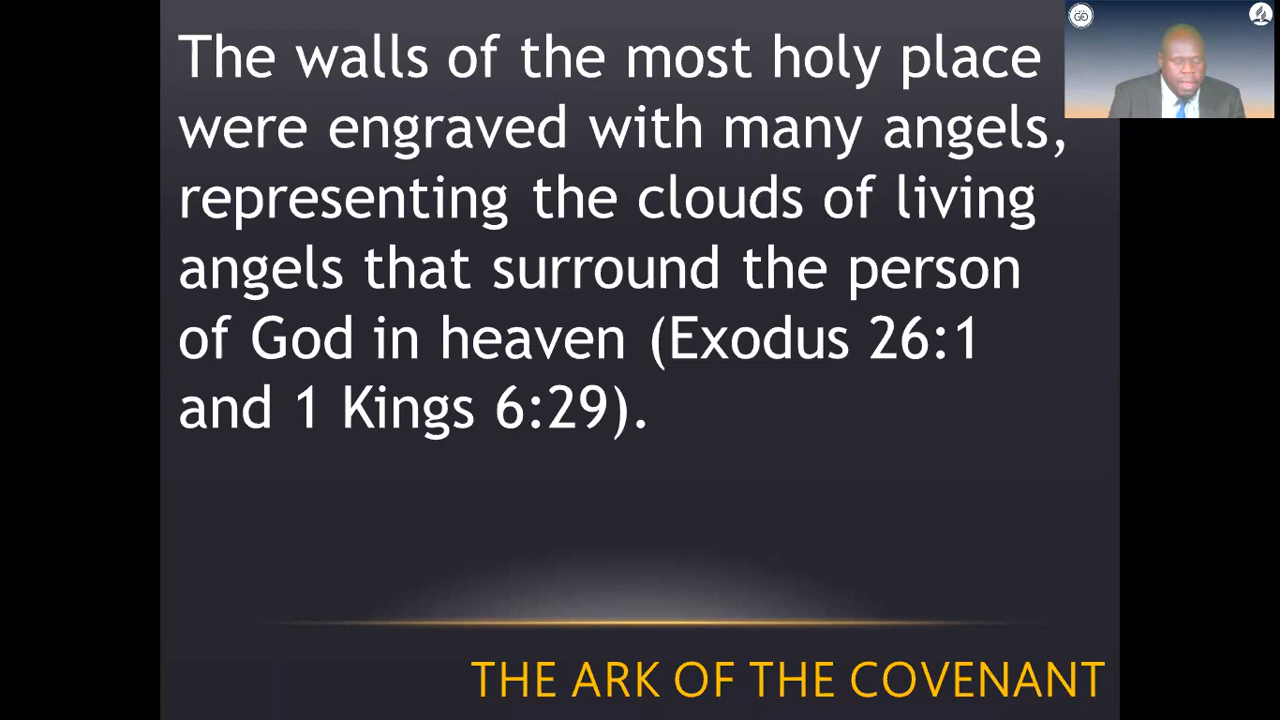 The walls of the most holy place
were engraved with many angels,
representing the clouds of living
angels that surround the person
of God in heaven (Exodus 26:1
and 1 Kings 6:29).
THE ARK OF THE COVENANT